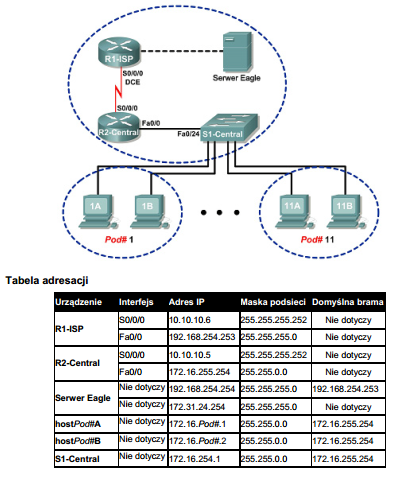 R1-ISP
S0/0/0
DCE
Serwer Eagle
S0/0/0
R2-Central
Fa0/0
Fa0/24
S1-Central
1A
1B
11A
11B
Pod# 1
Pod# 11
Tabela adresacji
Urządzenie Interfejs Adres IP Maska podsieci Domyślna brama
R1-ISP S0/0/0 10.10.10.6 255.255.255.252 Nie dotyczy
Fa0/0 192.168.254.253 255.255.255.0 Nie dotyczy
R2-Central S0/0/0 10.10.10.5 255.255.255.252 Nie dotyczy
Fa0/0 172.16.255.254 255.255.0.0 Nie dotyczy
Serwer Eagle Nie dotyczy 192.168.254.254 255.255.255.0 192.168.254.253
Nie dotyczy 172.31.24.254 255.255.255.0 Nie dotyczy
hostPod#A Nie dotyczy 172.16.Pod#.1 255.255.0.0 172.16.255.254
hostPod#B Nie dotyczy 172.16.Pod#.2 255.255.0.0 172.16.255.254
S1-Central Nie dotyczy 172.16.254.1 255.255.0.0 172.16.255.254